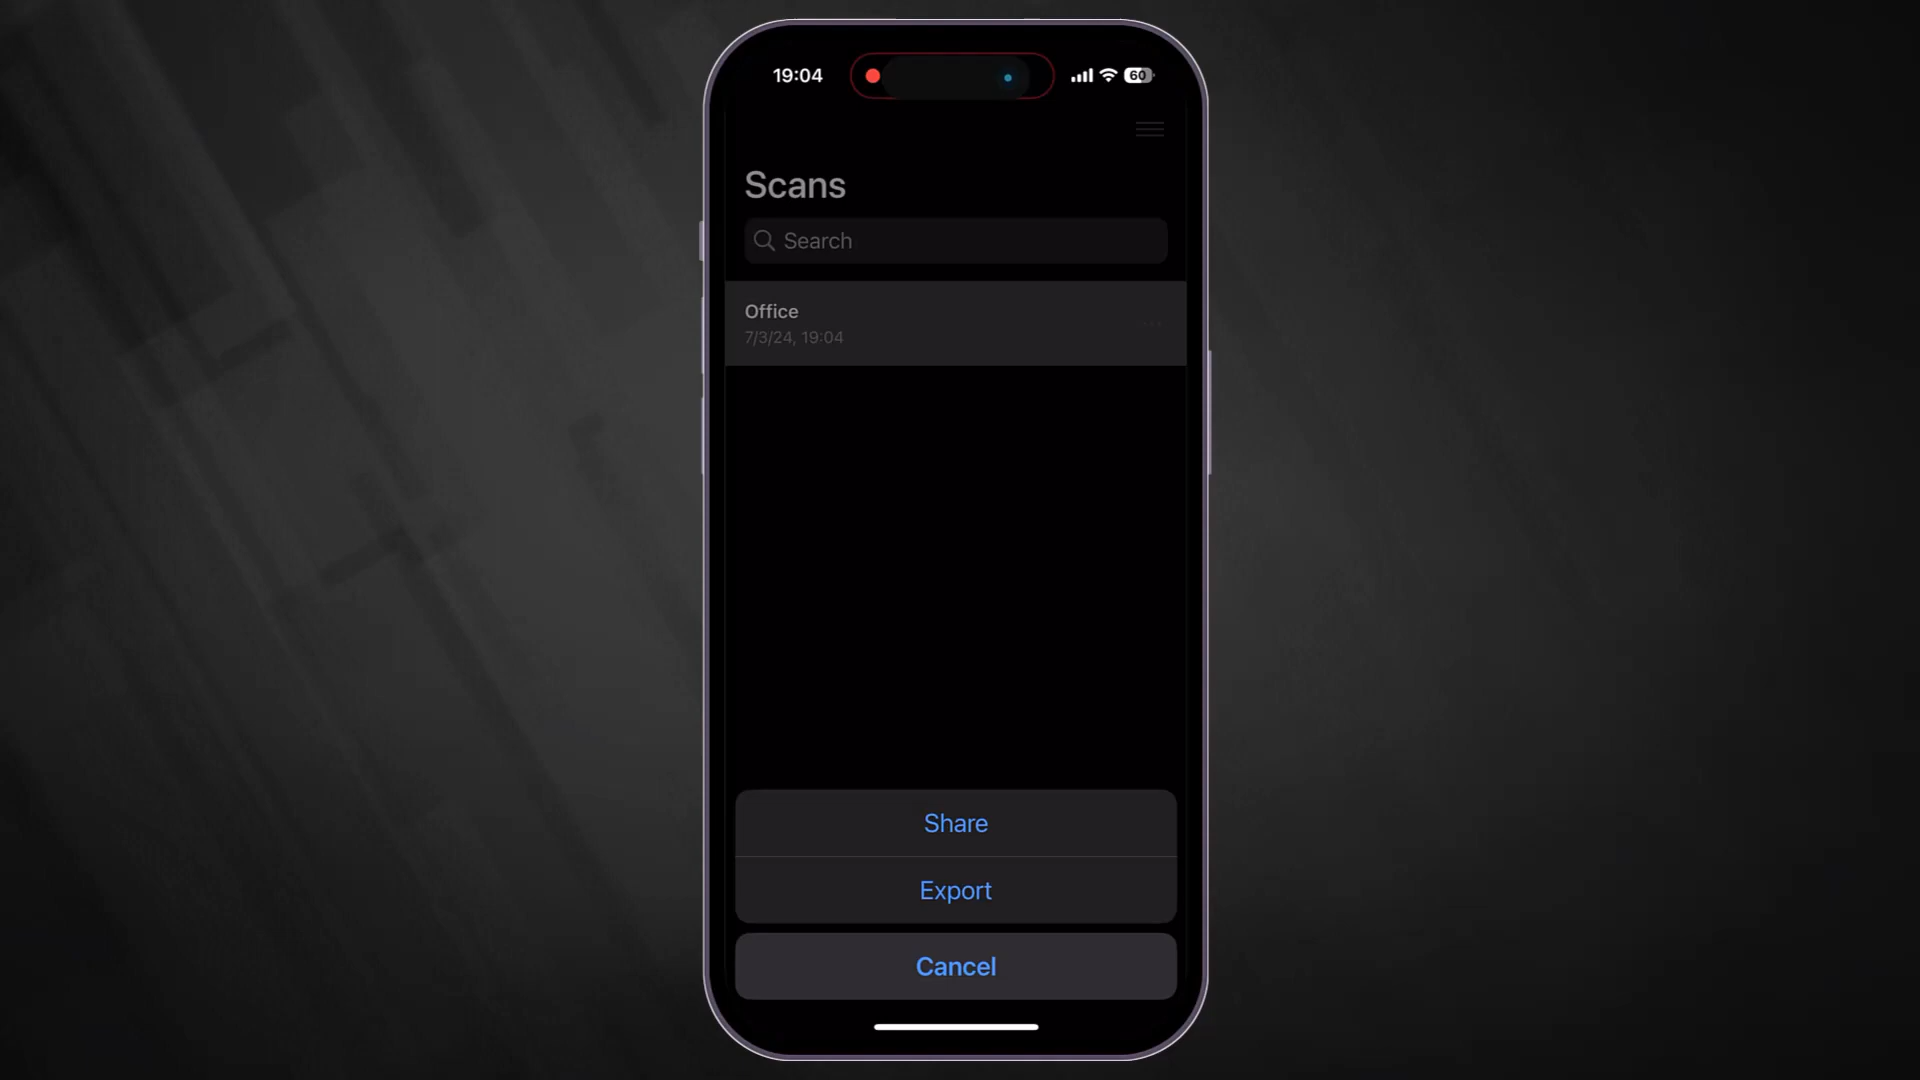 19:04
60
Scans
Search
Office
7/3/24, 19:04
Share
Export
Cancel